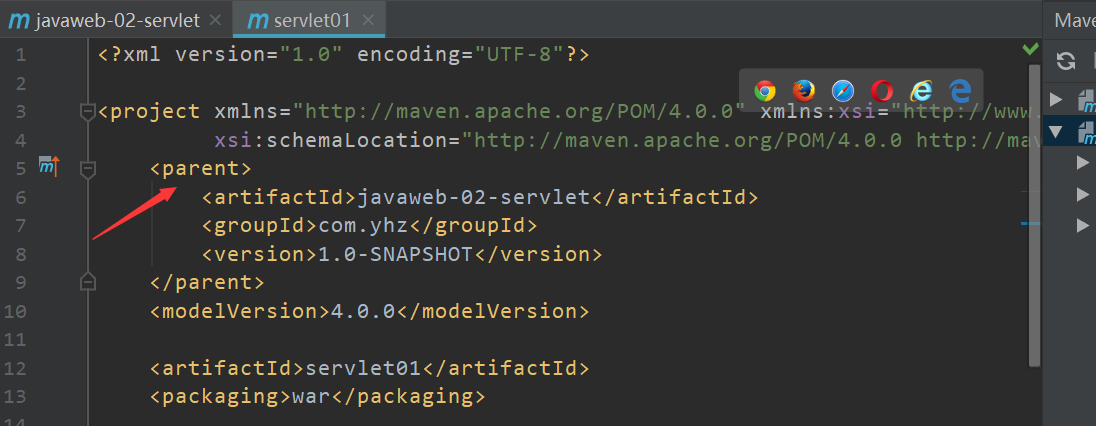 javaweb-02-servlet
servlet01
Mave
1 <?xml version="1.0" encoding="UTF-8"?>
2
3 <project xmlns="http://maven.apache.org/POM/4.0.0" xmlns:xsi="http://www.
4 xsi:schemaLocation="http://maven.apache.org/POM/4.0.0 http://mav
5 <parent>
6 <artifactId>javaweb-02-servlet</artifactId>
7 <groupId>com.yhz</groupId>
8 <version>1.0-SNAPSHOT</version>
9 </parent>
10 <modelVersion>4.0.0</modelVersion>
11
12 <artifactId>servlet01</artifactId>
13 <packaging>war</packaging>